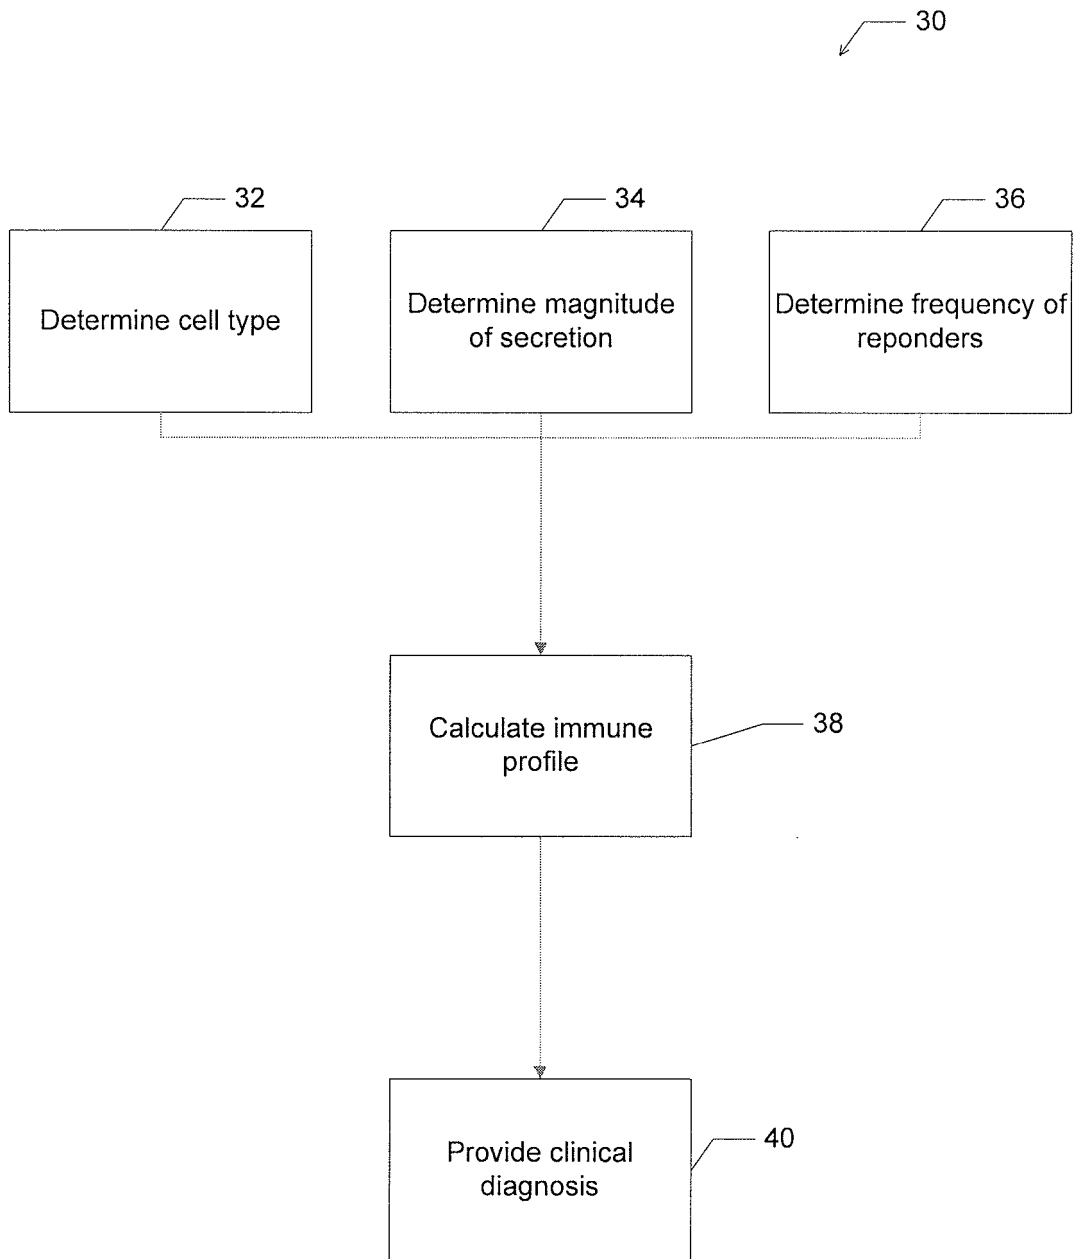 30
32
34
36
Determine cell type
Determine magnitude
of secretion
Determine frequency of
reponders
Calculate immune
profile
38
Provide clinical
diagnosis
40